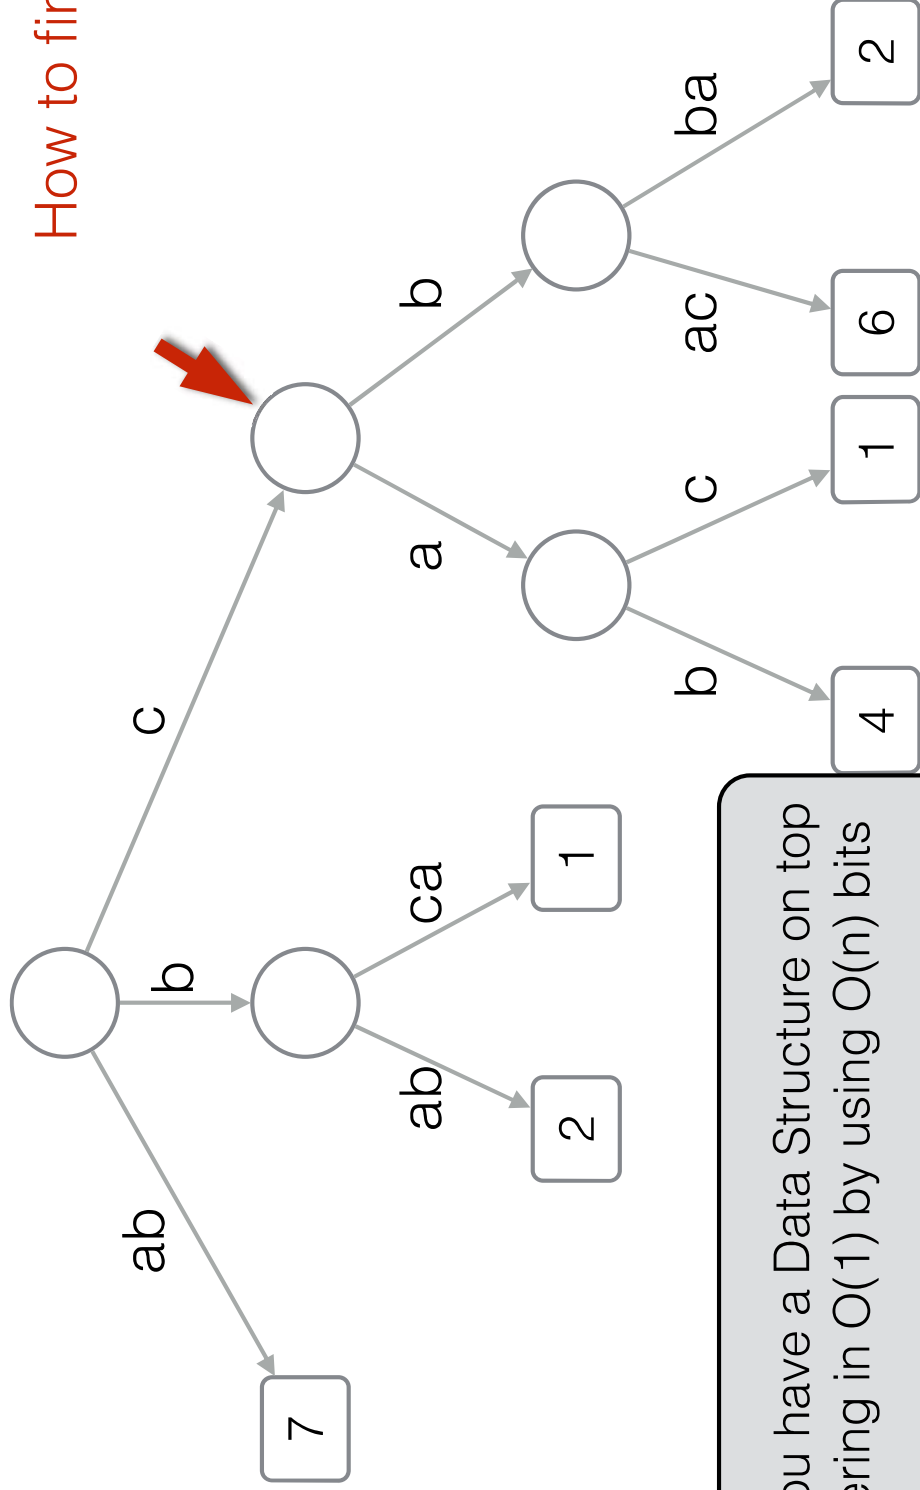 How to fi
ab b c
7
ab ca a b
2 1
b c ac ba
4 1 6 2
ou have a Data Structure on top
ering in O(1) by using O(n) bits